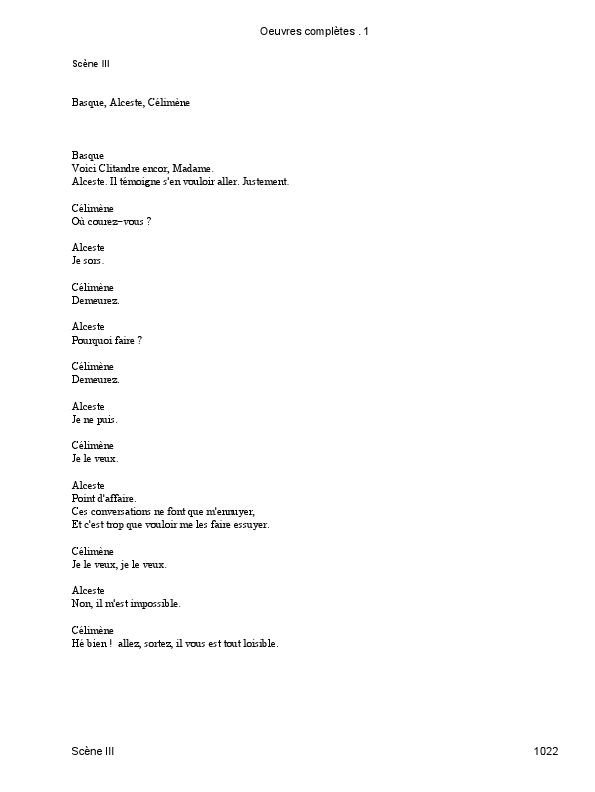 Oeuvres complètes . 1
Scène III
Basque, Alceste, Célimène
Basque
Voici Clitandre encor, Madame.
Alceste. Il témoigne s'en vouloir aller. Justement.
Célimène
Où courez-vous ?
Alceste
Je sors.
Célimène
Demeurez.
Alceste
Pourquoi faire ?
Célimène
Demeurez.
Alceste
Je ne puis.
Célimène
Je le veux.
Alceste
Point d'affaire.
Ces conversations ne font que m'ennuyer,
Et c'est trop que vouloir me les faire essuyer.
Célimène
Je le veux, je le veux.
Alceste
Non, il m'est impossible.
Célimène
Hé bien ! allez, sortez, il vous est tout loisible.
Scène III 1022